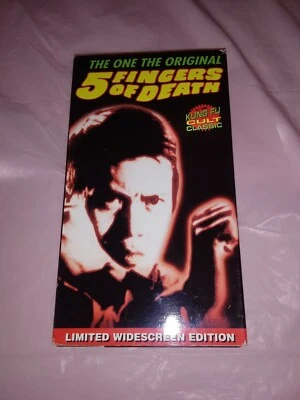 THE ONE THE ORIGINAL
5 FINGERS
OF DEATH
KUNG FU
CULT
CLASSIC
LIMITED WIDESCREEN EDITION